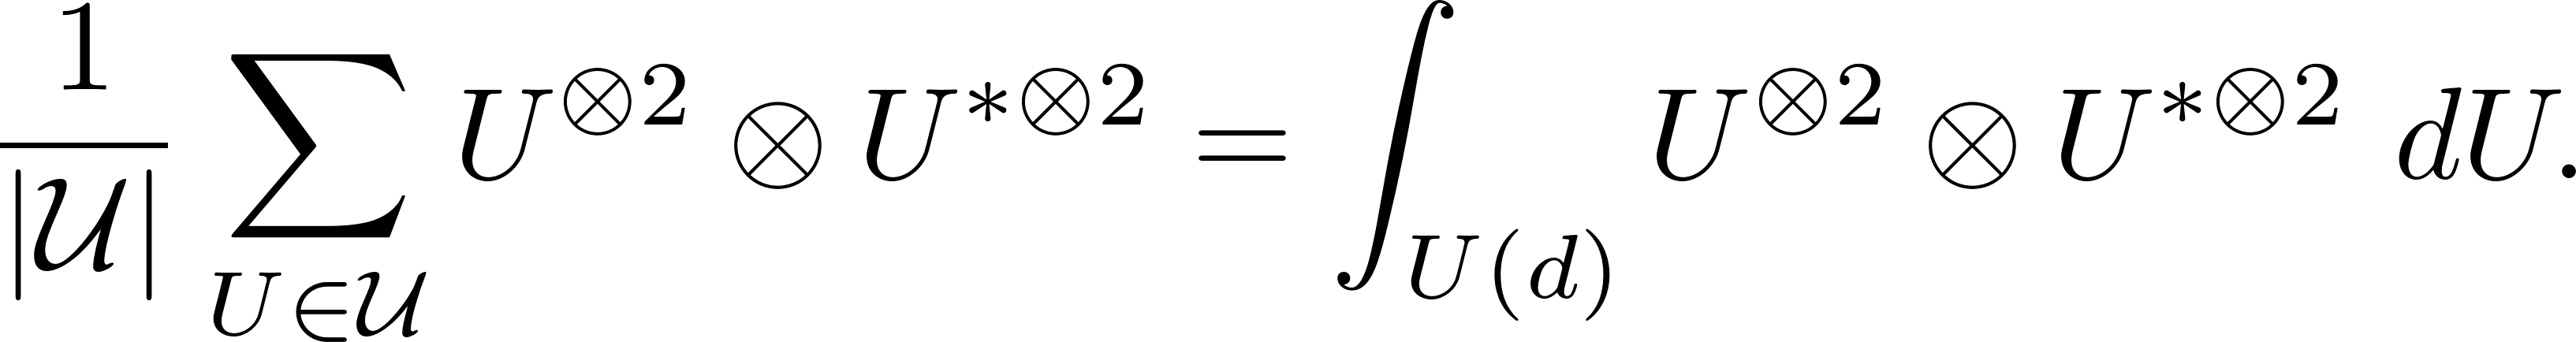 \frac{1}{|\mathcal{U}|} \sum_{U \in \mathcal{U}} U^{\otimes 2} \otimes U^{* \otimes 2} = \int_{U(d)} U^{\otimes 2} \otimes U^{* \otimes 2} \ dU.